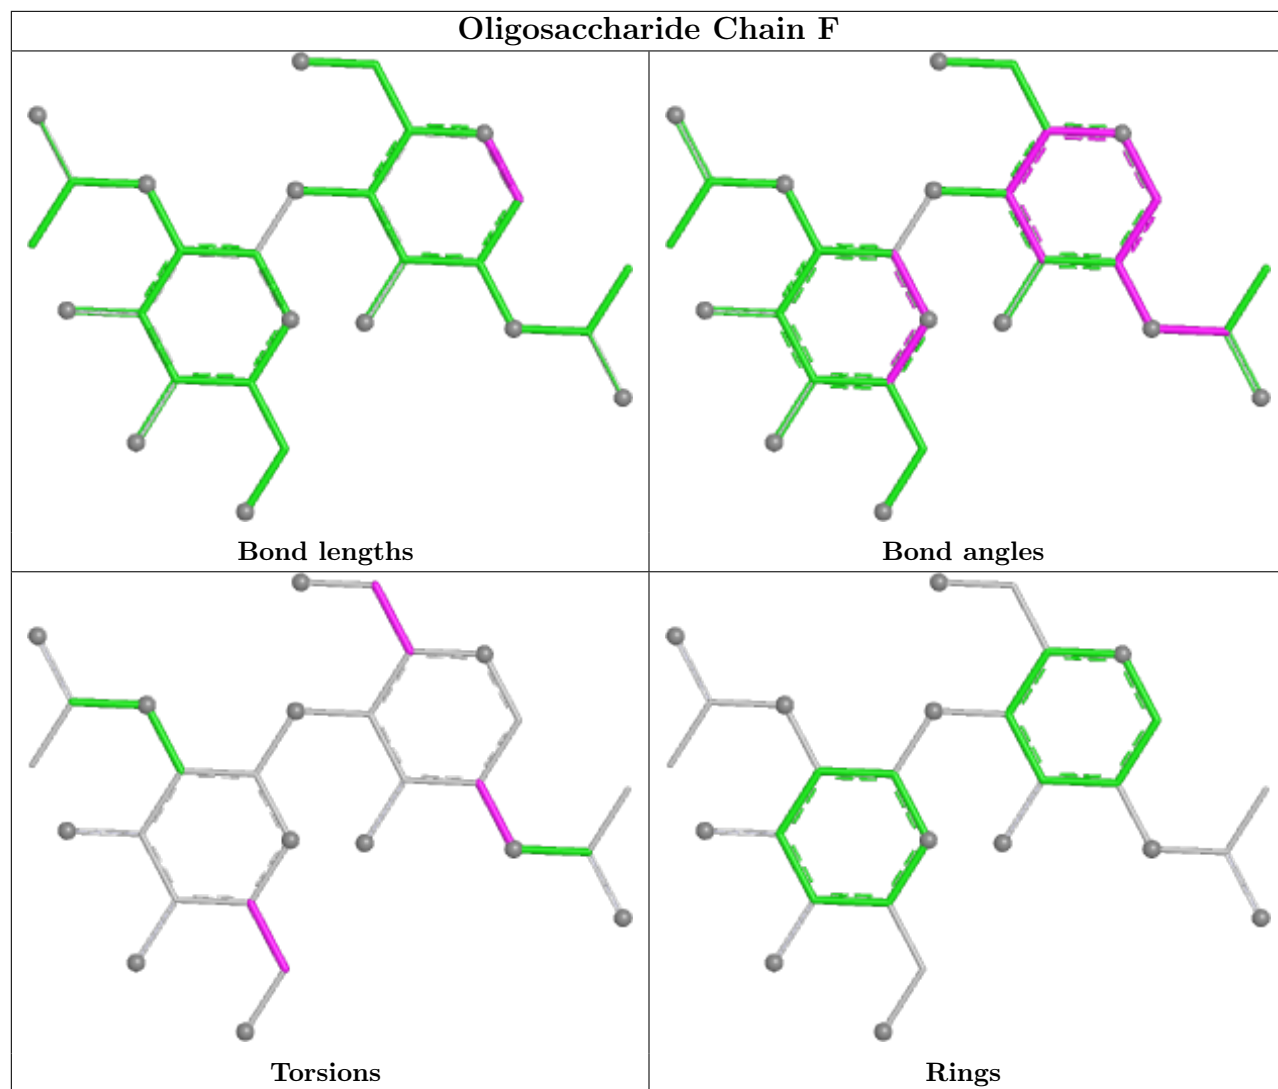 Oligosaccharide Chain F
Bond lengths
Bond angles
Torsions
Rings